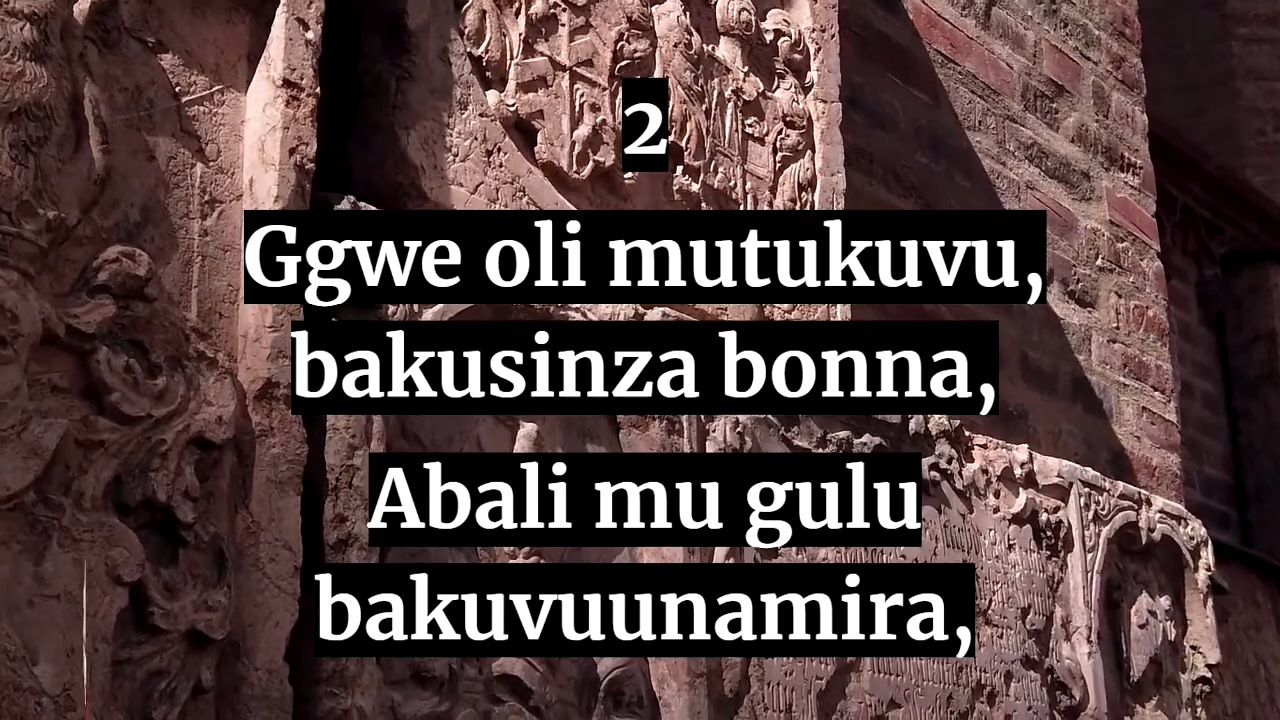 2
Ggwe oli mutukuvu,
bakusinza bonna,
Abali mu gulu
bakuvuunamira,